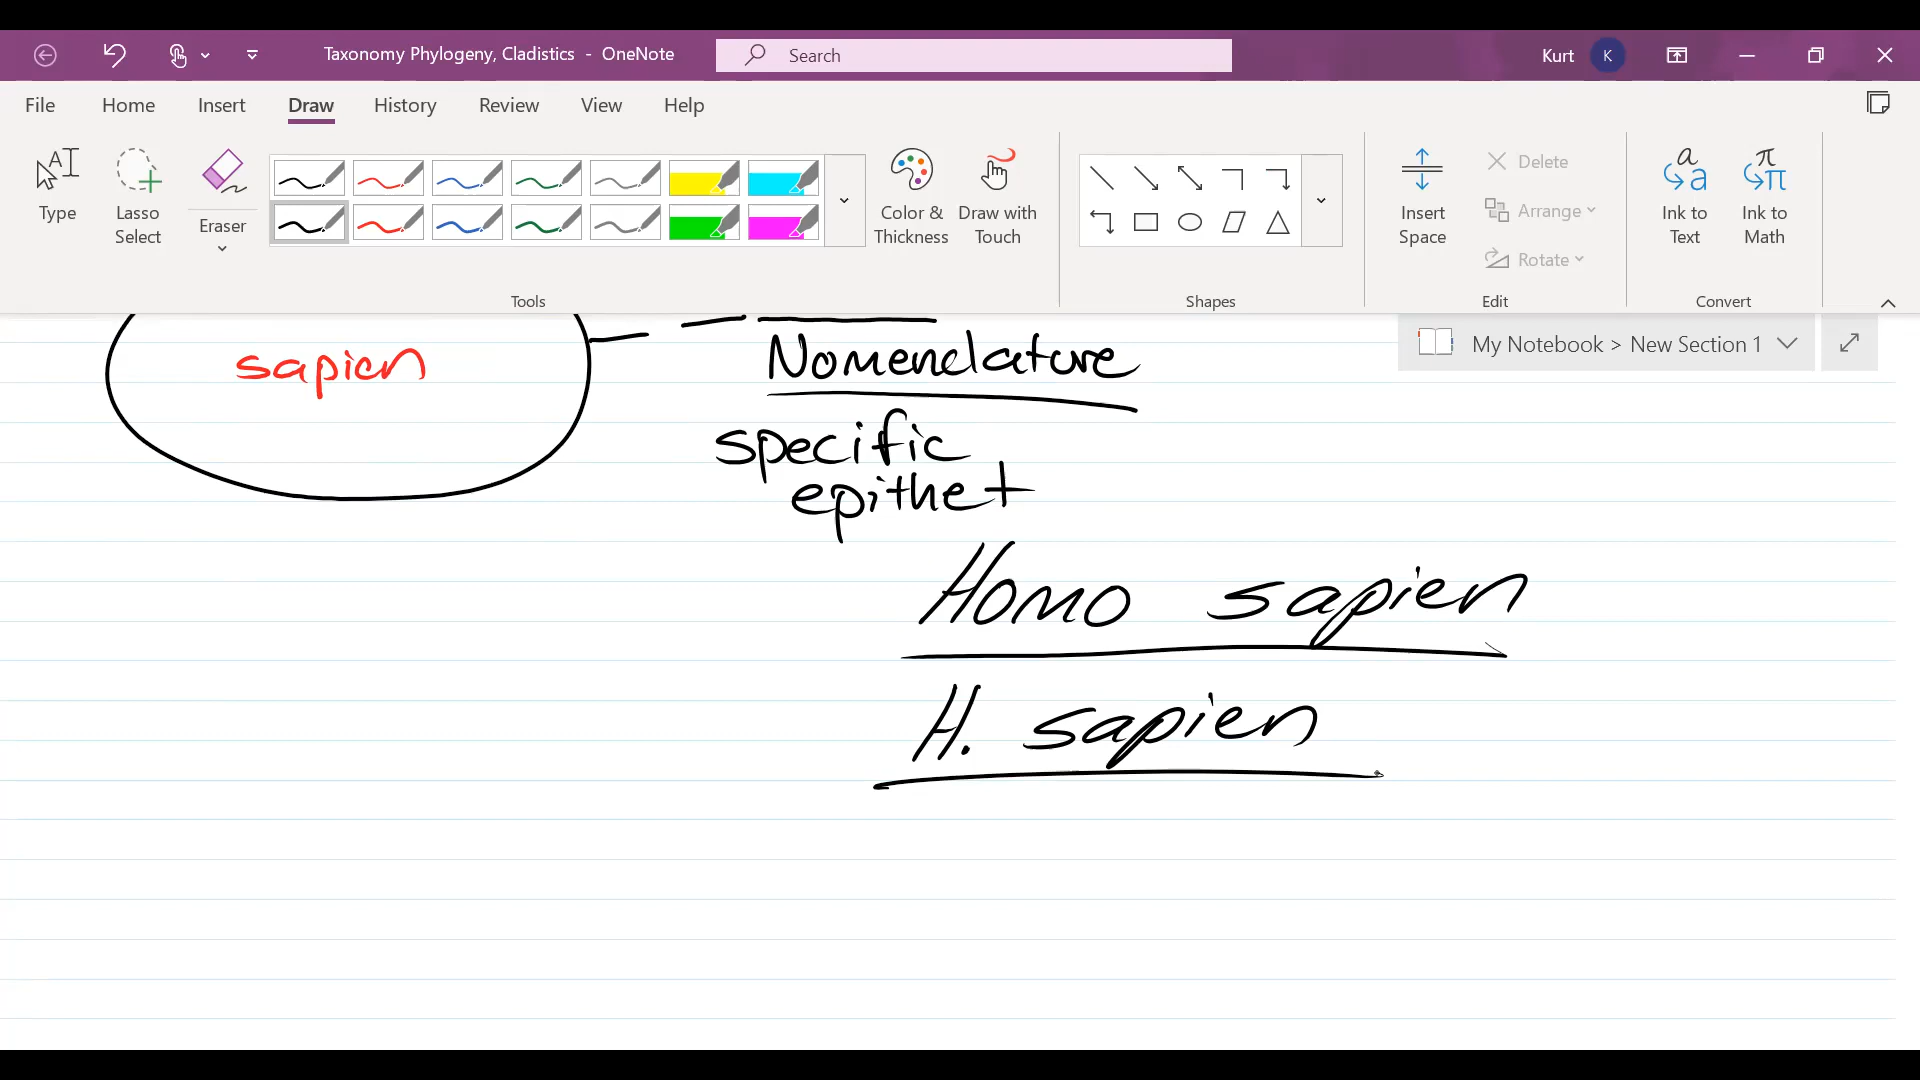 Taxonomy Phylogeny, Cladistics - OneNote
Search
Kurt
K
File Home Insert Draw History Review View Help
Type
Lasso Select
Eraser
Color & Thickness
Draw with Touch
Insert Space
Delete
Arrange
Rotate
Ink to Text
Ink to Math
Tools
Shapes
Edit
Convert
My Notebook > New Section 1
sapien
Nomenclature
specific
epithet
Homo sapien
H. sapien